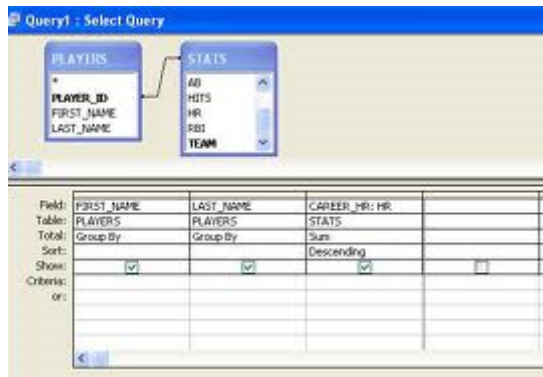 Query1 : Select Query
PLAYERS
*
PLAYER_ID
FIRST_NAME
LAST_NAME
STATS
AB
HITS
HR
RBI
TEAM
Field: FIRST_NAME LAST_NAME CAREER_HR: HR
Table: PLAYERS PLAYERS STATS
Total: Group By Group By Sum
Sort: Descending
Show:
Criteria:
or: